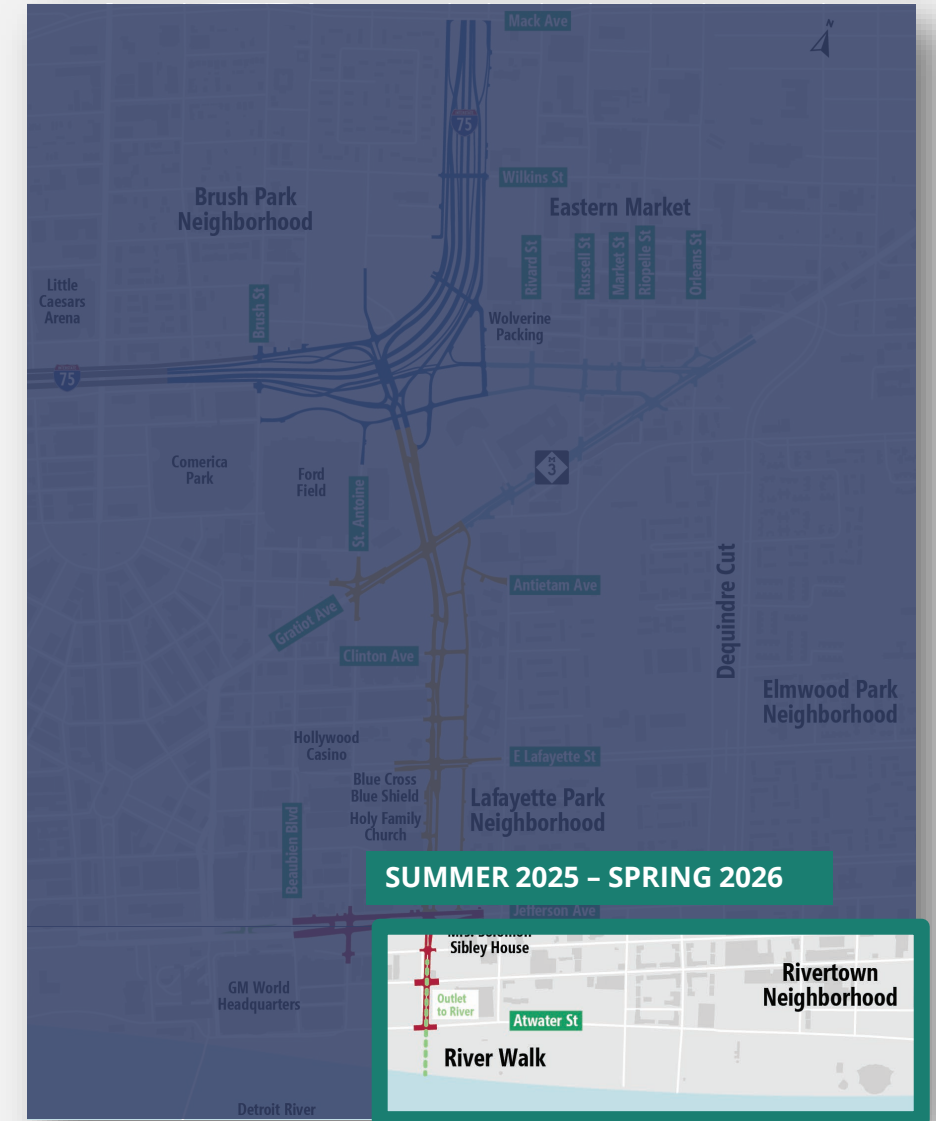 Mack Ave
N
75
Wilkins St
Brush Park
Neighborhood
Eastern Market
Rivard St
Russell St
Market St
Riopelle St
Orleans St
Little
Caesars
Arena
Brush St
Wolverine
Packing
75
Comerica
Park
Ford
Field
M
3
St. Antoine
Antietam Ave
Gratiot Ave
Dequindre Cut
Clinton Ave
Elmwood Park
Neighborhood
Hollywood
Casino
E Lafayette St
Blue Cross
Blue Shield
Lafayette Park
Neighborhood
Holy Family
Church
Beaubien Blvd
SUMMER 2025 – SPRING 2026
Jefferson Ave
Mrs. Solomon
Sibley House
Rivertown
Neighborhood
GM World
Headquarters
Outlet
to River
Atwater St
River Walk
Detroit River